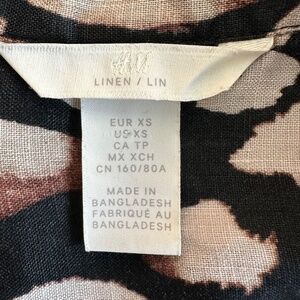 H&M
LINEN / LIN
EUR XS
US XS
CA TP
MX XCH
CN 160/80A
MADE IN
BANGLADESH
FABRIQUÉ AU
BANGLADESH